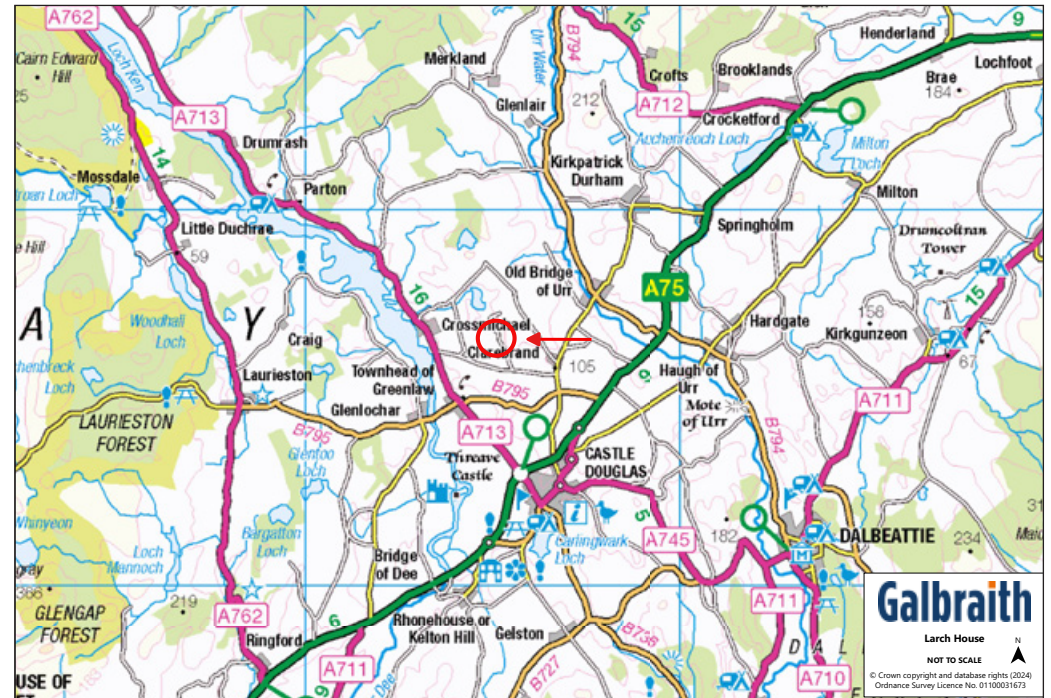 A762
Cairn Edward
Hill
Loch Ken
A713
14
Mossdale
Drumrash
Parton
Little Duchrae
59
Woodhall
Loch
A
Y
Craig
Laurieston
LAURIESTON
FOREST
B795
Glentoo
Loch
Bargatton
Loch
Loch
Mannoch
219
GLENGAP
FOREST
A762
Ringford
6
A711
9
USE OF
Merkland
Glenlair
Urr Water
B794
15
212
Crofts
A712
Brooklands
Crocketford
Auchenreoch Loch
Milton
Loch
Henderland
9
Brae
184
Lochfoot
Kirkpatrick
Durham
Springholm
Milton
Drumcoltran
Tower
Old Bridge
of Urr
A75
16
Crossmichael
Clarebrand
105
Townhead of
Greenlaw
Glenlochar
B795
A713
Threave
Castle
CASTLE
DOUGLAS
Carlingwark
Loch
Bridge
of Dee
Rhonehouse or
Kelton Hill
Gelston
B727
B736
Dee
5
A745
182
Hardgate
Haugh of
Urr
Mote
of Urr
B794
158
Kirkgunzeon
67
15
A711
DALBEATTIE
234
A711
A710
D A L
Galbraith
Larch House
N
NOT TO SCALE
© Crown copyright and database rights (2024)
Ordnance Survey Licence No. 01100031673